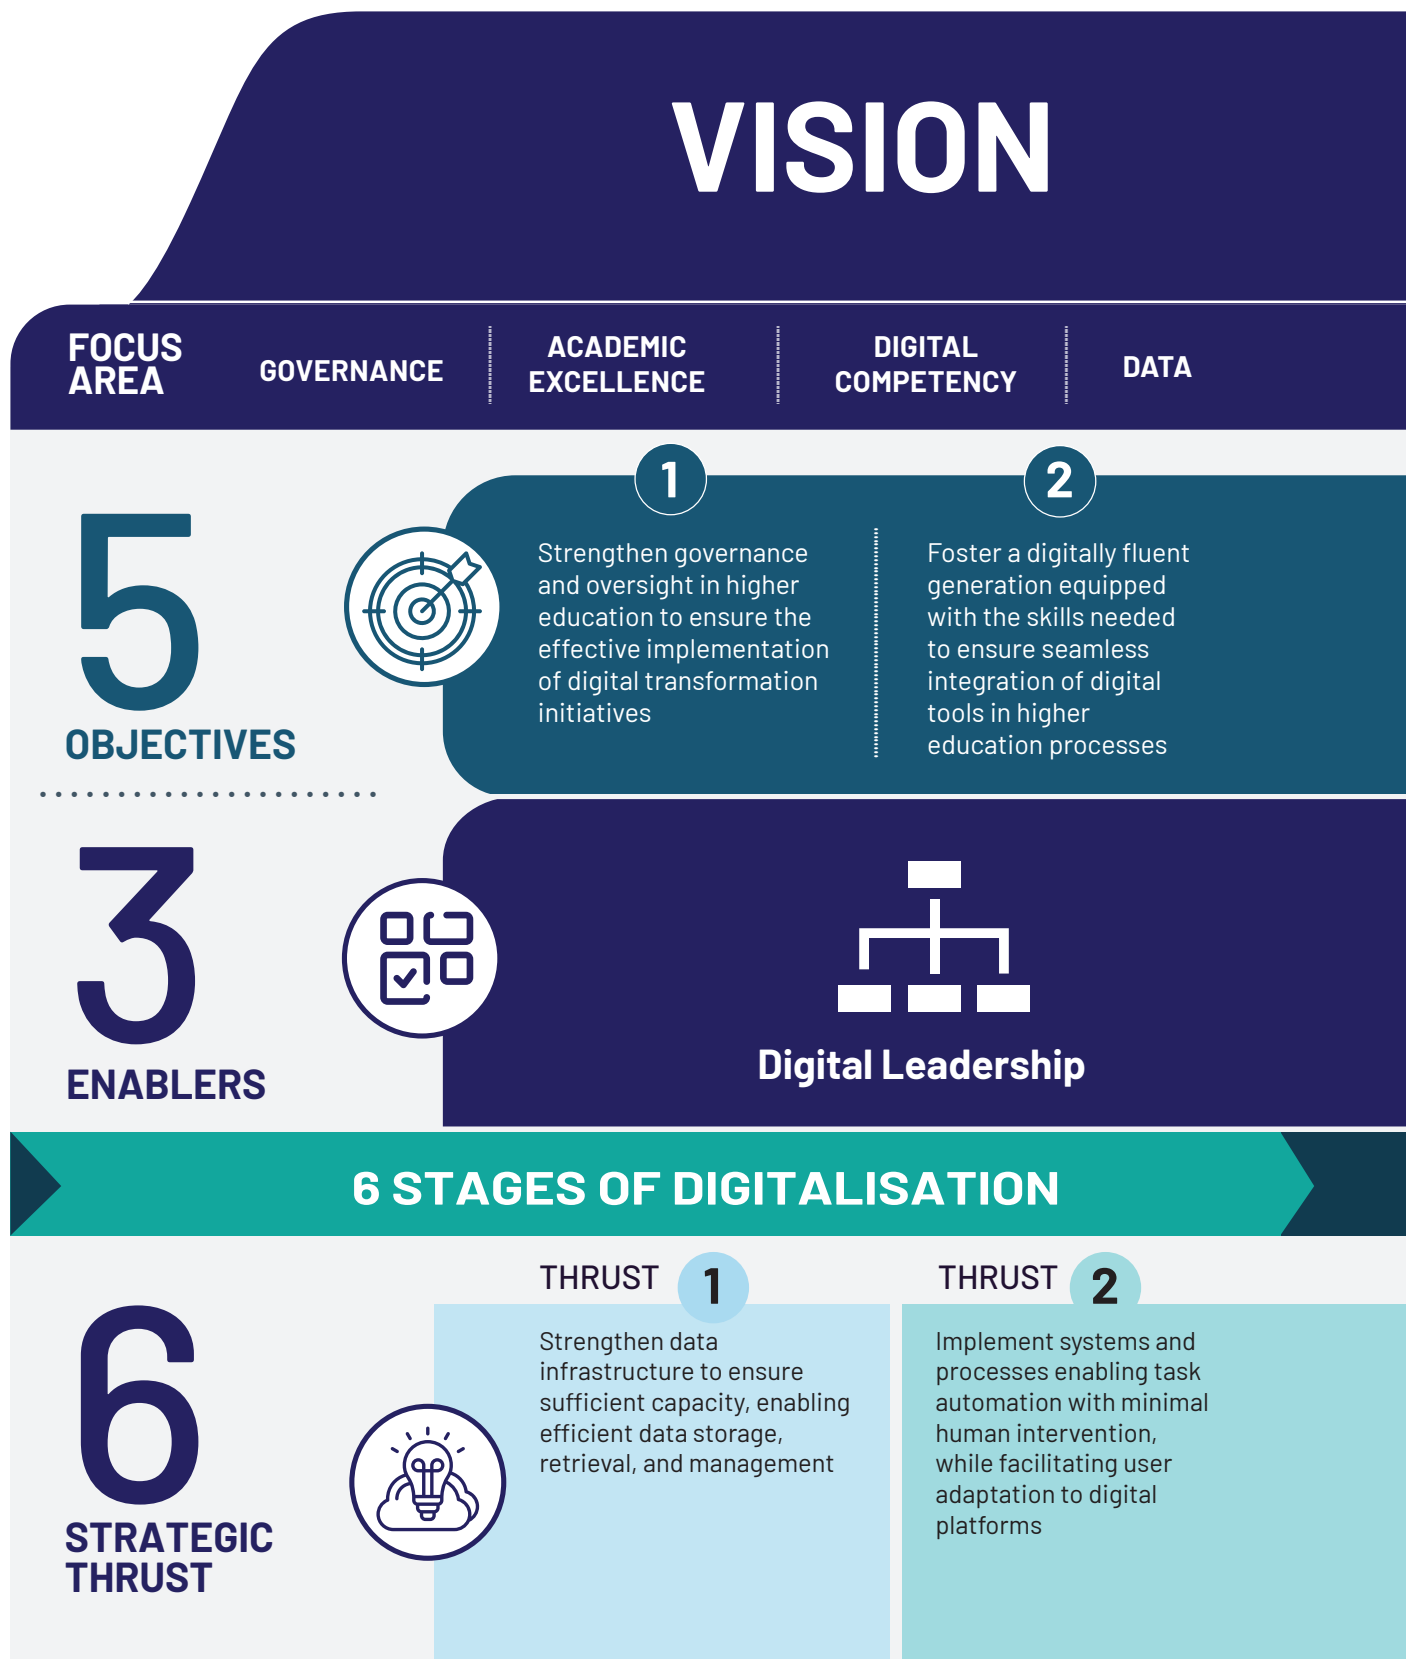 VISION
FOCUS
AREA
GOVERNANCE
ACADEMIC
EXCELLENCE
DIGITAL
COMPETENCY
DATA
5
OBJECTIVES
1
Strengthen governance
and oversight in higher
education to ensure the
effective implementation
of digital transformation
initiatives
2
Foster a digitally fluent
generation equipped
with the skills needed
to ensure seamless
integration of digital
tools in higher
education processes
3
ENABLERS
Digital Leadership
6 STAGES OF DIGITALISATION
6
STRATEGIC
THRUST
THRUST 1
Strengthen data
infrastructure to ensure
sufficient capacity, enabling
efficient data storage,
retrieval, and management
THRUST 2
Implement systems and
processes enabling task
automation with minimal
human intervention,
while facilitating user
adaptation to digital
platforms